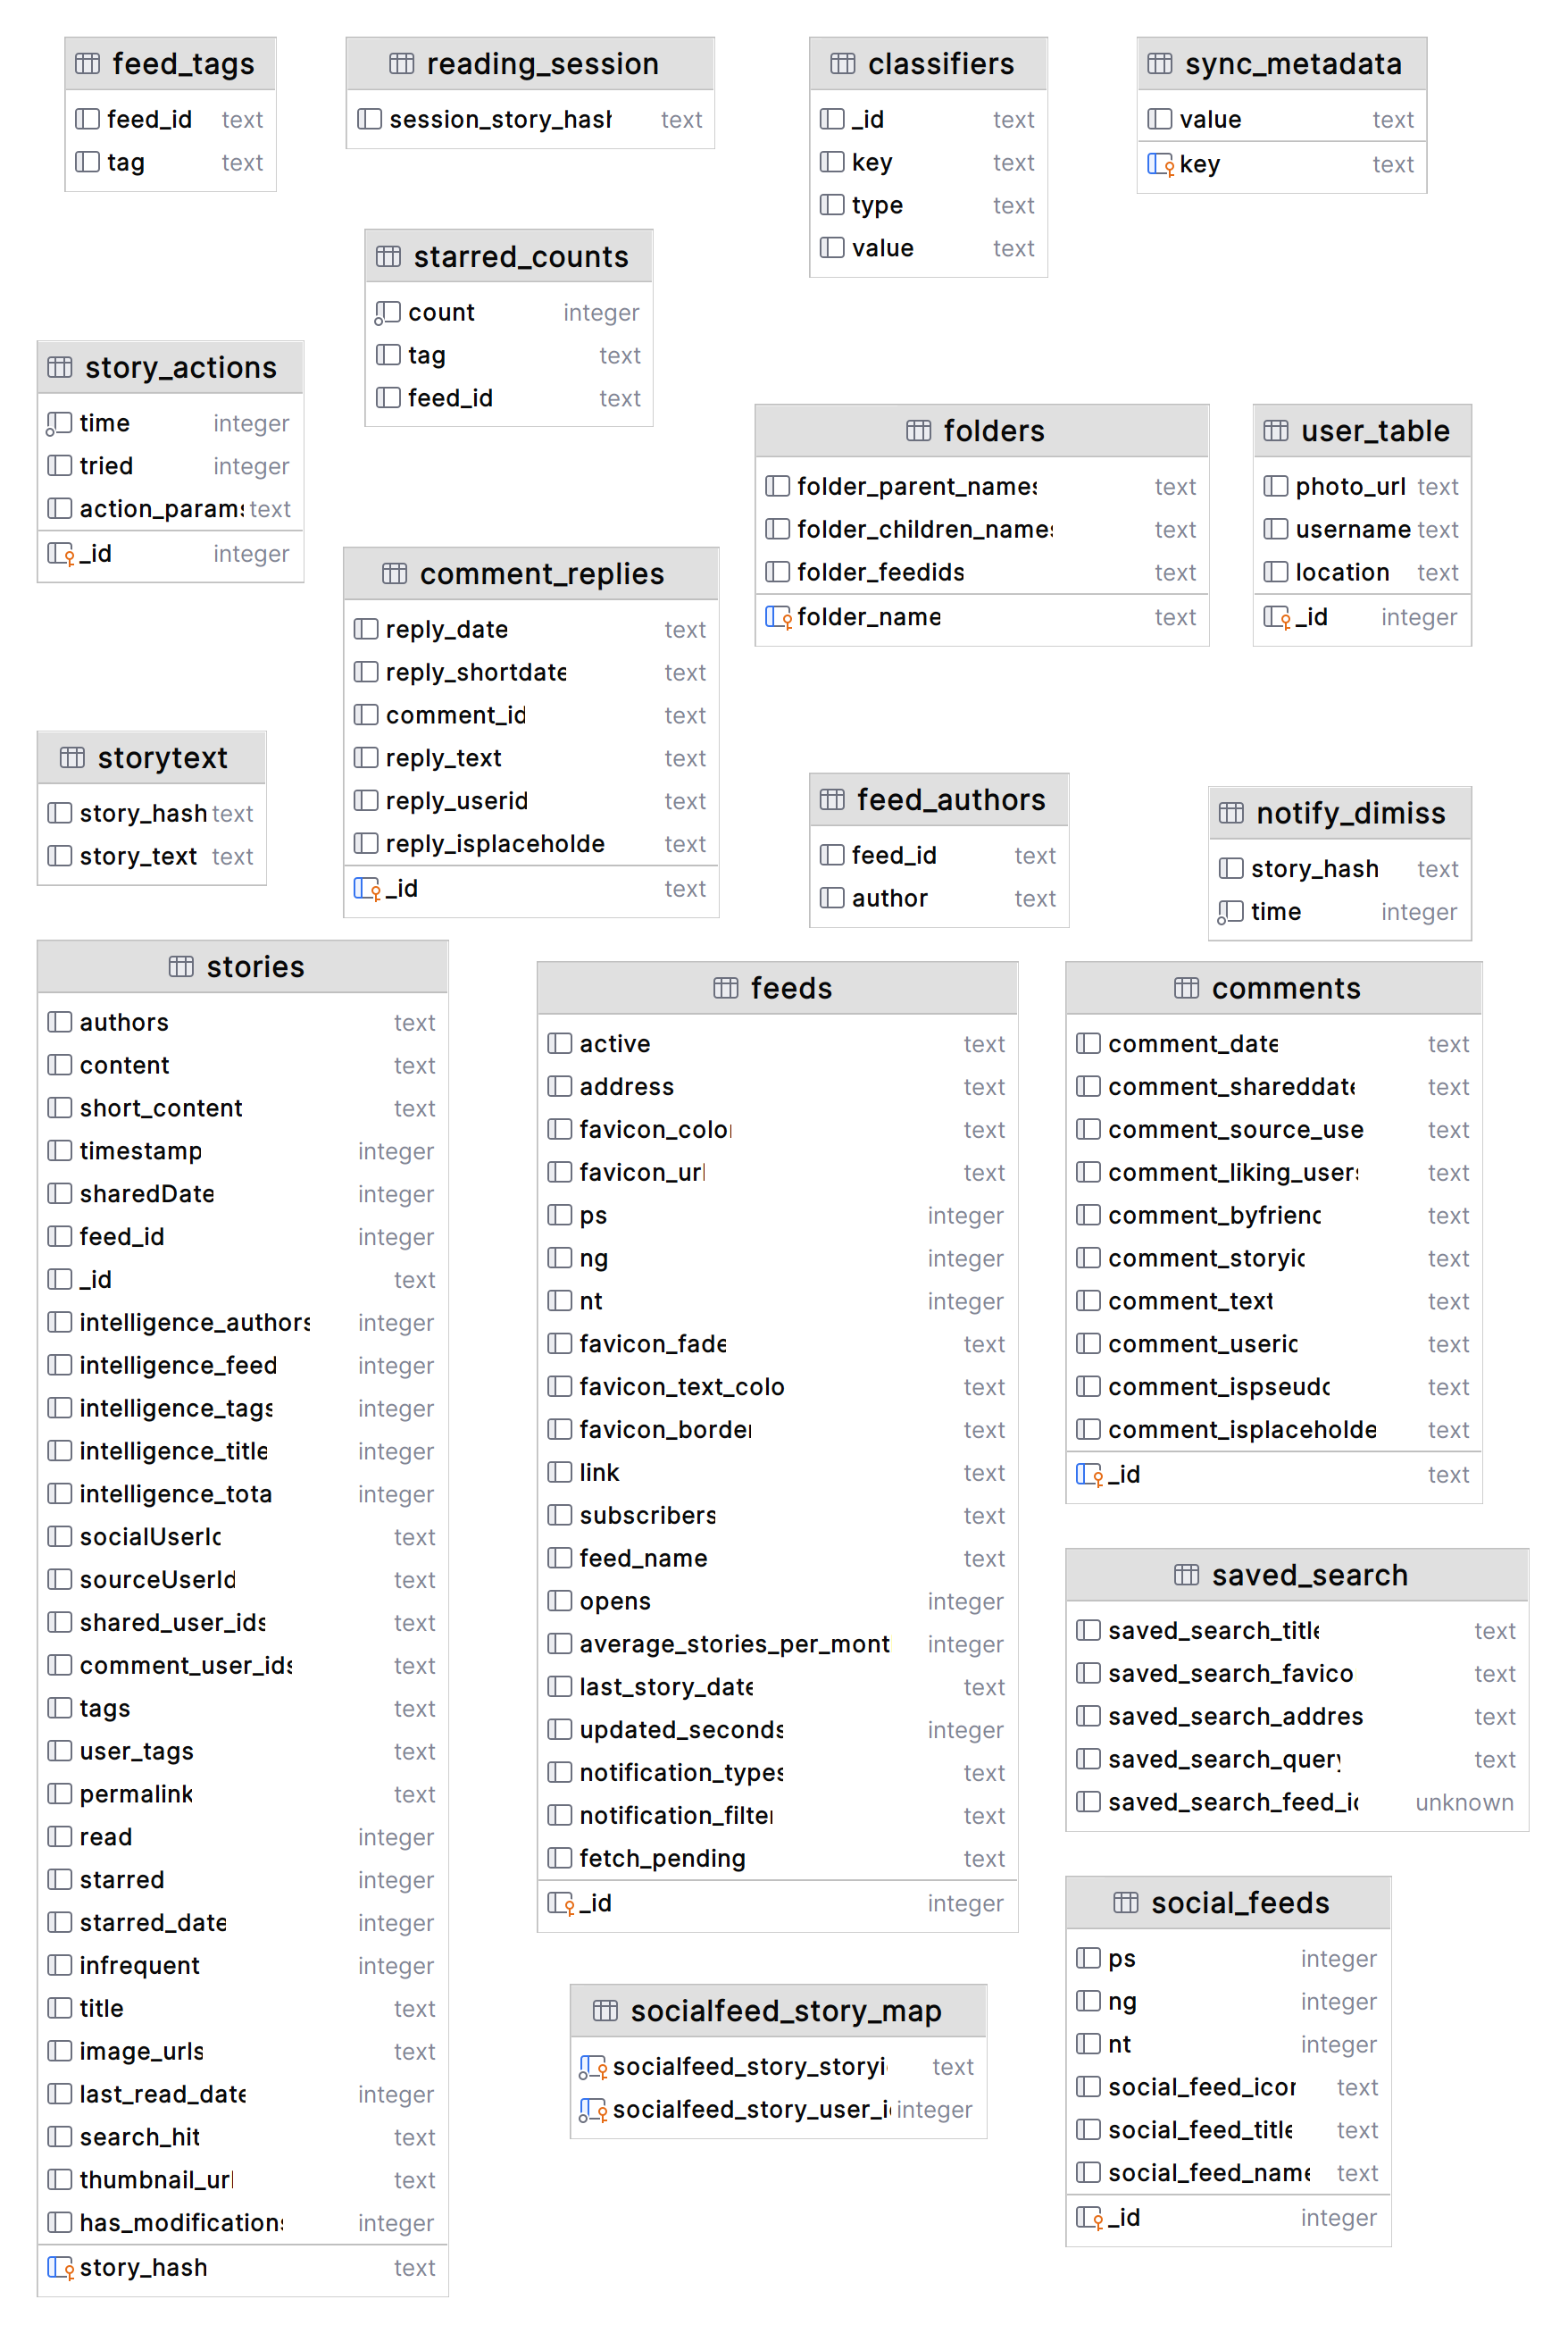 feed_tags
feed_id text
tag text
reading_session
session_story_hash text
classifiers
_id text
key text
type text
value text
sync_metadata
value text
key text
starred_counts
count integer
tag text
feed_id text
story_actions
time integer
tried integer
action_params text
_id integer
folders
folder_parent_names text
folder_children_names text
folder_feedids text
folder_name text
user_table
photo_url text
username text
location text
_id integer
comment_replies
reply_date text
reply_shortdate text
comment_id text
reply_text text
reply_userid text
reply_isplaceholde text
_id text
storytext
story_hash text
story_text text
feed_authors
feed_id text
author text
notify_dimiss
story_hash text
time integer
stories
authors text
content text
short_content text
timestamp integer
sharedDate integer
feed_id integer
_id text
intelligence_authors integer
intelligence_feed integer
intelligence_tags integer
intelligence_title integer
intelligence_tota integer
socialUserId text
sourceUserId text
shared_user_ids text
comment_user_ids text
tags text
user_tags text
permalink text
read integer
starred integer
starred_date integer
infrequent integer
title text
image_urls text
last_read_date integer
search_hit text
thumbnail_url text
has_modifications integer
story_hash text
feeds
active text
address text
favicon_color text
favicon_url text
ps integer
ng integer
nt integer
favicon_fade text
favicon_text_colo text
favicon_border text
link text
subscribers text
feed_name text
opens integer
average_stories_per_mont integer
last_story_date text
updated_seconds integer
notification_types text
notification_filter text
fetch_pending text
_id integer
comments
comment_date text
comment_shareddate text
comment_source_use text
comment_liking_users text
comment_byfriend text
comment_storyid text
comment_text text
comment_userid text
comment_ispseudo text
comment_isplaceholde text
_id text
saved_search
saved_search_title text
saved_search_favico text
saved_search_addres text
saved_search_query text
saved_search_feed_id unknown
social_feeds
ps integer
ng integer
nt integer
social_feed_icon text
social_feed_title text
social_feed_name text
_id integer
socialfeed_story_map
socialfeed_story_storyi text
socialfeed_story_user_i integer